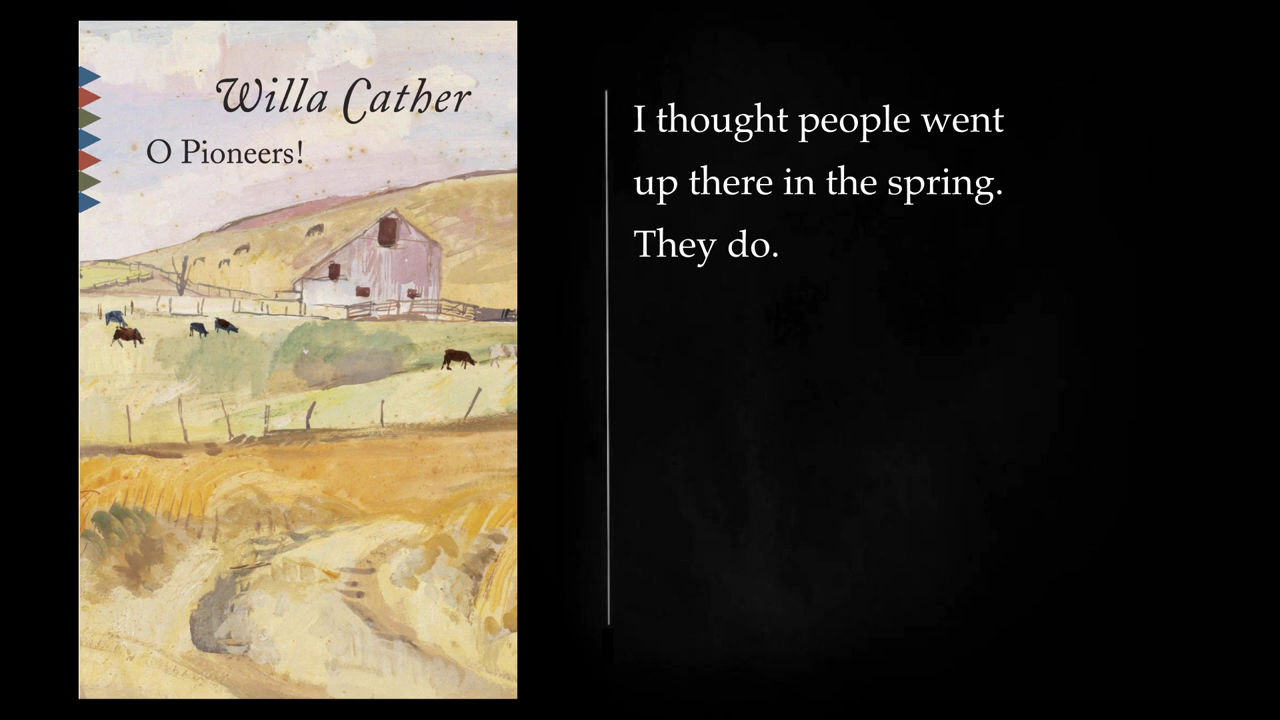 Willa Cather
O Pioneers!
I thought people went
up there in the spring.
They do.